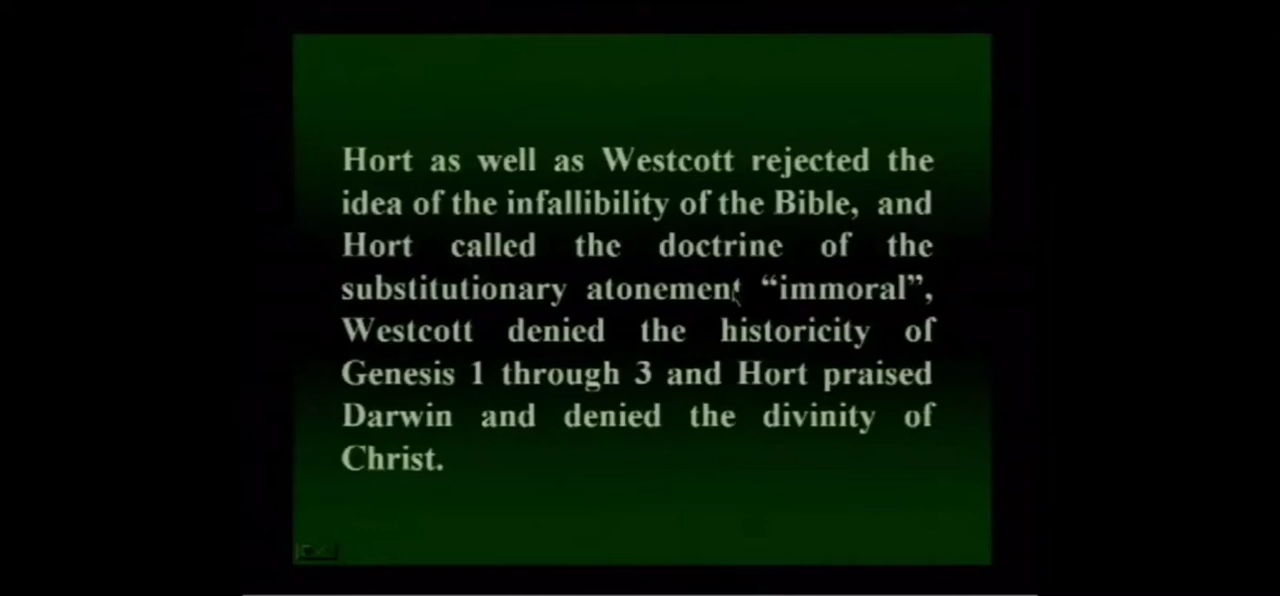 Hort as well as Westcott rejected the
idea of the infallibility of the Bible, and
Hort called the doctrine of the
substitutionary atonement “immoral”,
Westcott denied the historicity of
Genesis 1 through 3 and Hort praised
Darwin and denied the divinity of
Christ.